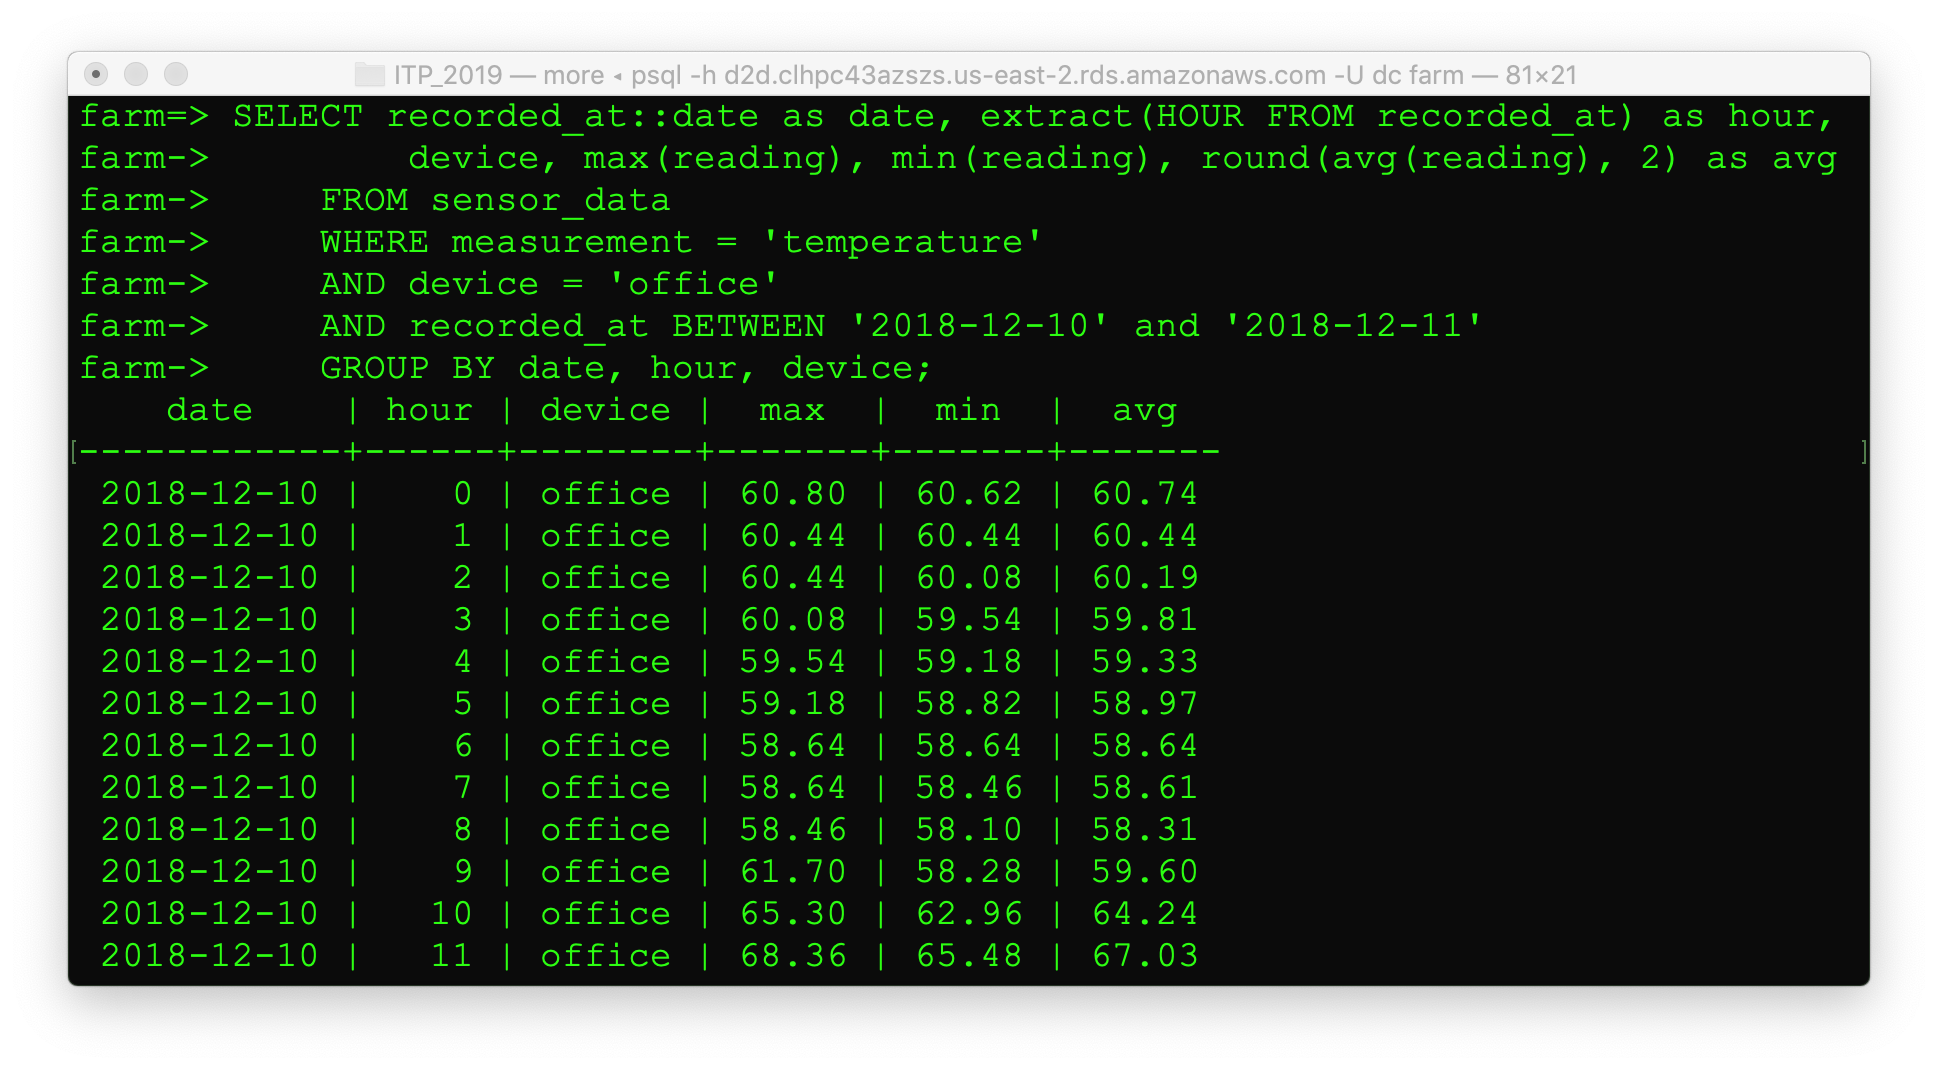 ITP_2019 — more ◂ psql -h d2d.clhpc43azszs.us-east-2.rds.amazonaws.com -U dc farm — 81×21
farm=> SELECT recorded_at::date as date, extract(HOUR FROM recorded_at) as hour,
farm->         device, max(reading), min(reading), round(avg(reading), 2) as avg
farm->     FROM sensor_data
farm->     WHERE measurement = 'temperature'
farm->     AND device = 'office'
farm->     AND recorded_at BETWEEN '2018-12-10' and '2018-12-11'
farm->     GROUP BY date, hour, device;
    date    | hour | device |  max  |  min  |  avg
[------------+------+--------+-------+-------+-------]
 2018-12-10 |    0 | office | 60.80 | 60.62 | 60.74
 2018-12-10 |    1 | office | 60.44 | 60.44 | 60.44
 2018-12-10 |    2 | office | 60.44 | 60.08 | 60.19
 2018-12-10 |    3 | office | 60.08 | 59.54 | 59.81
 2018-12-10 |    4 | office | 59.54 | 59.18 | 59.33
 2018-12-10 |    5 | office | 59.18 | 58.82 | 58.97
 2018-12-10 |    6 | office | 58.64 | 58.64 | 58.64
 2018-12-10 |    7 | office | 58.64 | 58.46 | 58.61
 2018-12-10 |    8 | office | 58.46 | 58.10 | 58.31
 2018-12-10 |    9 | office | 61.70 | 58.28 | 59.60
 2018-12-10 |   10 | office | 65.30 | 62.96 | 64.24
 2018-12-10 |   11 | office | 68.36 | 65.48 | 67.03